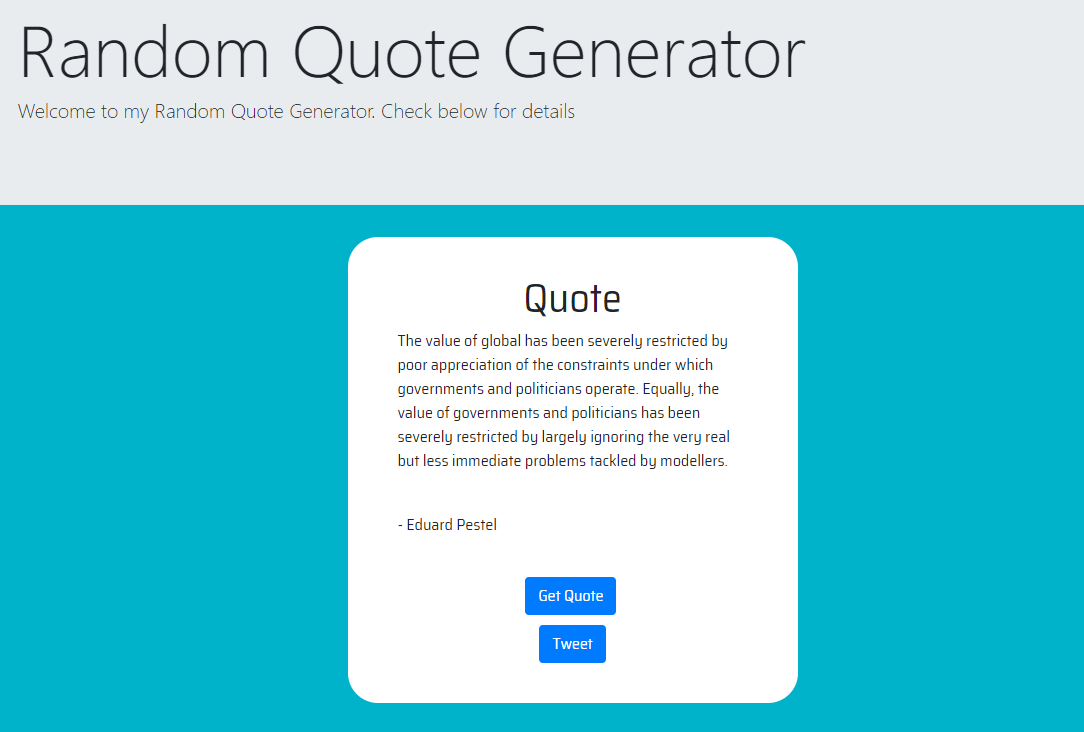 Random Quote Generator
Welcome to my Random Quote Generator. Check below for details
Quote
The value of global has been severely restricted by
poor appreciation of the constraints under which
governments and politicians operate. Equally, the
value of governments and politicians has been
severely restricted by largely ignoring the very real
but less immediate problems tackled by modellers.
- Eduard Pestel
Get Quote
Tweet